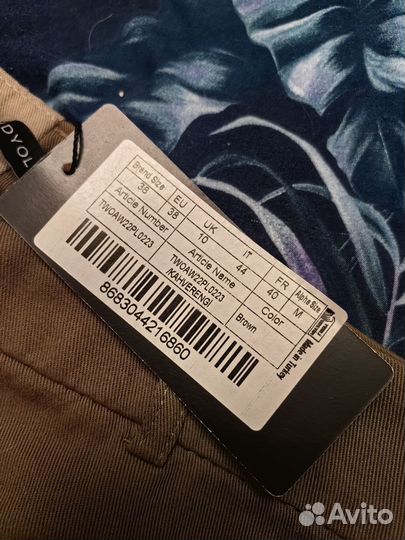 DYOL
Brand Size EU UK IT FR Alpha Size
38 38 10 44 40 M
Article Number Article Name Color
TWOAW22PL0223 TWOAW22PL0223 Brown
/KAHVERENGİ
8683044216860
Made in
Turkey
Avito